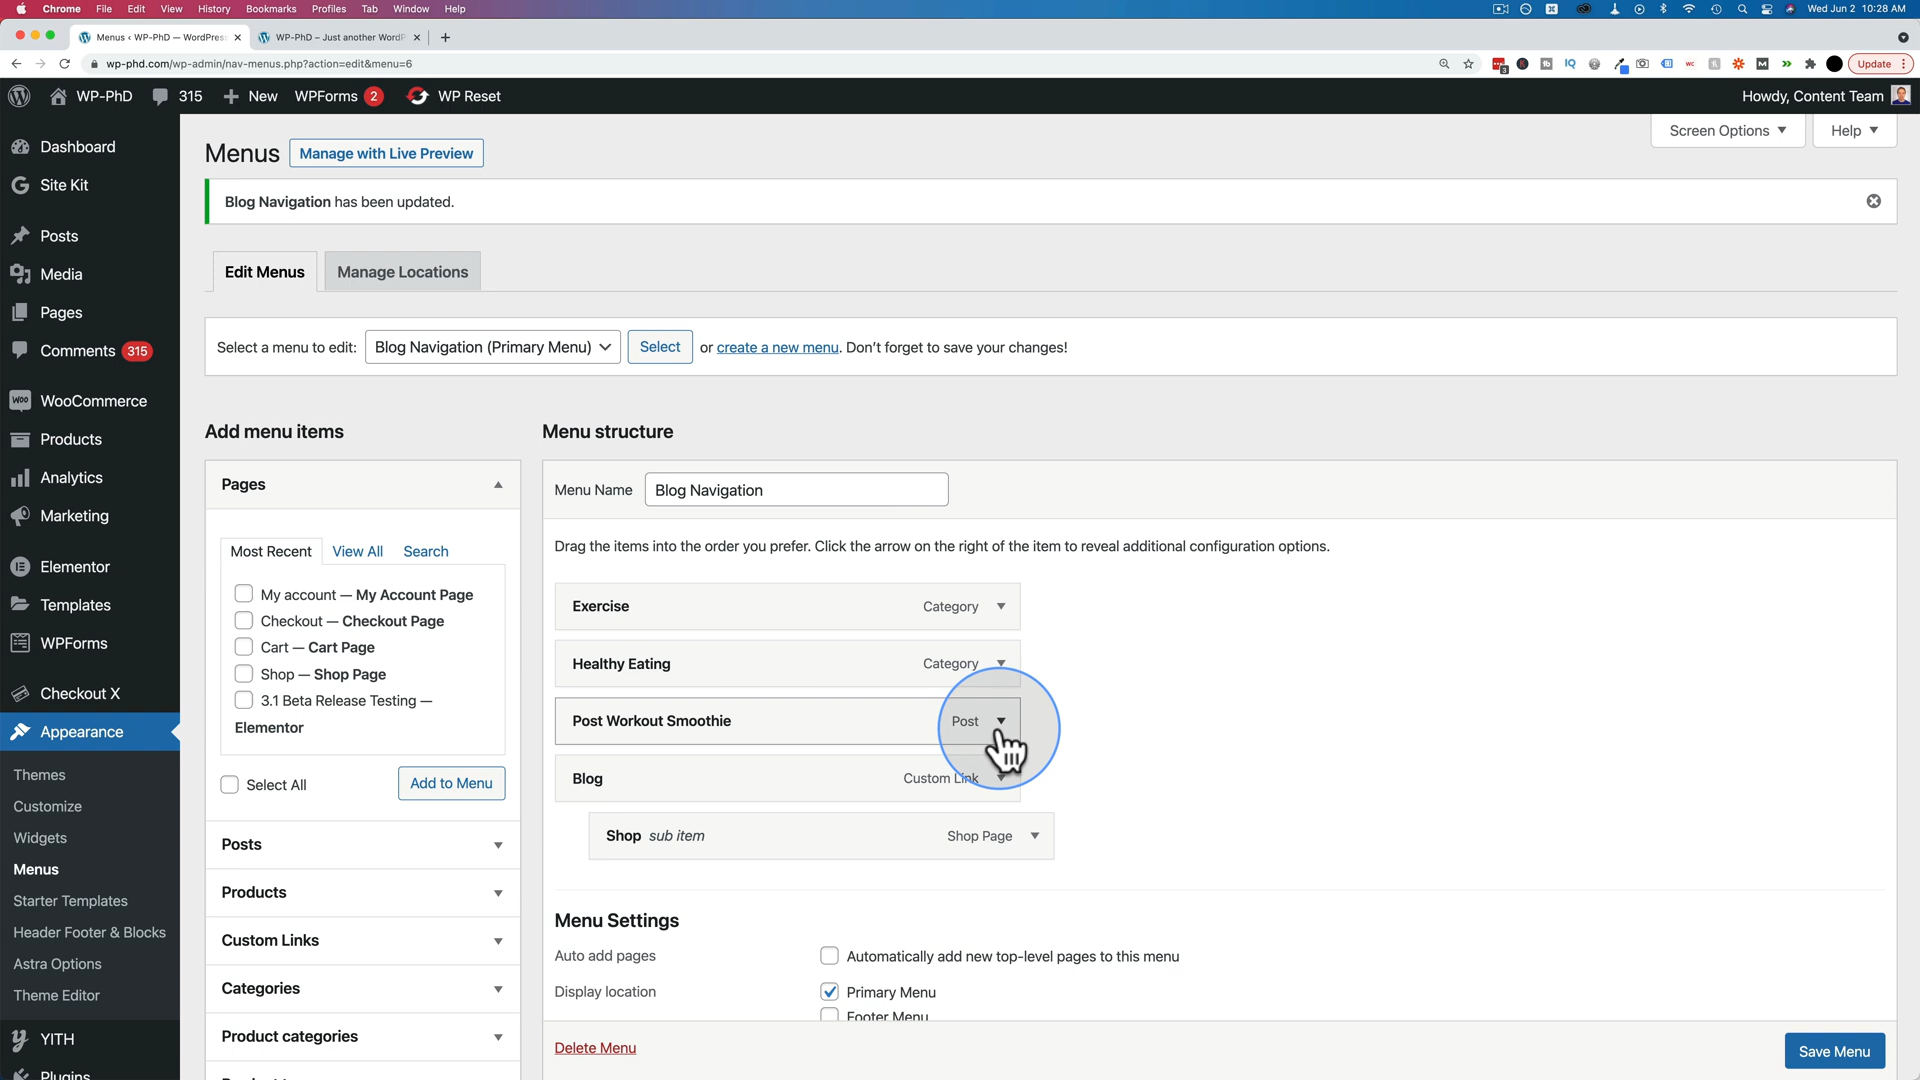 Chrome File Edit View History Bookmarks Profiles Tab Window Help Wed Jun 2 10:28 AM
Menus ‹ WP-PhD — WordPress WP-PhD – Just another WordP
wp-phd.com/wp-admin/nav-menus.php?action=edit&menu=6 Update
WP-PhD 315 New WPForms 2 WP Reset Howdy, Content Team
Screen Options Help
Dashboard
Site Kit
Posts
Media
Pages
Comments 315
WooCommerce
Products
Analytics
Marketing
Elementor
Templates
WPForms
Checkout X
Appearance
Themes
Customize
Widgets
Menus
Starter Templates
Header Footer & Blocks
Astra Options
Theme Editor
YITH
Plugins
Menus Manage with Live Preview
Blog Navigation has been updated.
Edit Menus Manage Locations
Select a menu to edit: Blog Navigation (Primary Menu) Select or create a new menu. Don't forget to save your changes!
Add menu items
Pages
Most Recent View All Search
My account — My Account Page
Checkout — Checkout Page
Cart — Cart Page
Shop — Shop Page
3.1 Beta Release Testing —
Elementor
Select All Add to Menu
Posts
Products
Custom Links
Categories
Product categories
Menu structure
Menu Name Blog Navigation
Drag the items into the order you prefer. Click the arrow on the right of the item to reveal additional configuration options.
Exercise Category
Healthy Eating Category
Post Workout Smoothie Post
Blog Custom Link
Shop sub item Shop Page
Menu Settings
Auto add pages Automatically add new top-level pages to this menu
Display location Primary Menu
Footer Menu
Delete Menu Save Menu